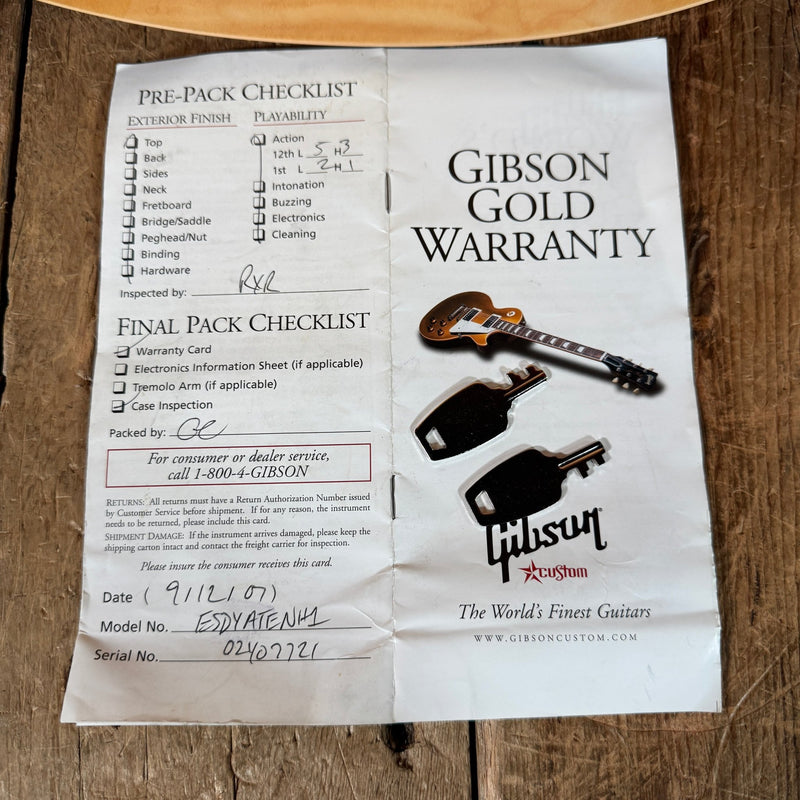 PRE-PACK CHECKLIST
EXTERIOR FINISH
Top
Back
Sides
Neck
Fretboard
Bridge/Saddle
Peghead/Nut
Binding
Hardware
PLAYABILITY
Action
12th L 5 H 3
1st L 2 H 1
Intonation
Buzzing
Electronics
Cleaning
Inspected by: RXR
FINAL PACK CHECKLIST
Warranty Card
Electronics Information Sheet (if applicable)
Tremolo Arm (if applicable)
Case Inspection
Packed by:
For consumer or dealer service,
call 1-800-4-GIBSON
RETURNS: All returns must have a Return Authorization Number issued
by Customer Service before shipment. If for any reason, the instrument
needs to be returned, please include this card.
SHIPMENT DAMAGE: If the instrument arrives damaged, please keep the
shipping carton intact and contact the freight carrier for inspection.
Please insure the consumer receives this card.
Date ( 9/12/07)
Model No. ESDYATENH1
Serial No. 02407721
GIBSON
GOLD
WARRANTY
Gibson
custom
The World's Finest Guitars
WWW.GIBSONCUSTOM.COM